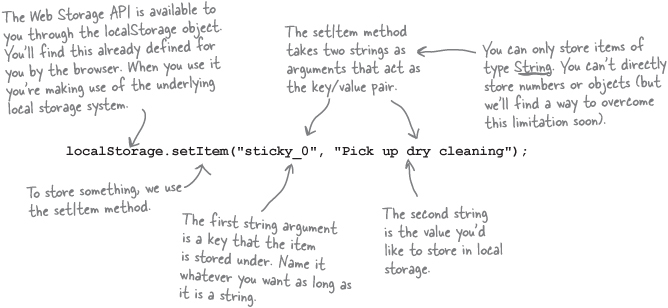 The Web Storage API is available to
you through the localStorage object.
You'll find this already defined for
you by the browser. When you use it
you're making use of the underlying
local storage system.
The setItem method
takes two strings as
arguments that act as
the key/value pair.
You can only store items of
type String. You can't directly
store numbers or objects (but
we'll find a way to overcome
this limitation soon).
localStorage.setItem("sticky_0", "Pick up dry cleaning");
To store something, we use
the setItem method.
The first string argument
is a key that the item
is stored under. Name it
whatever you want as long as
it is a string.
The second string
is the value you'd
like to store in local
storage.